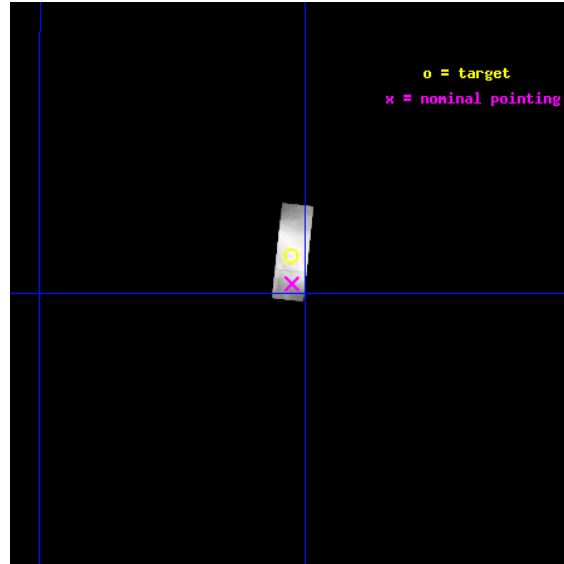 o = target
x = nominal pointing